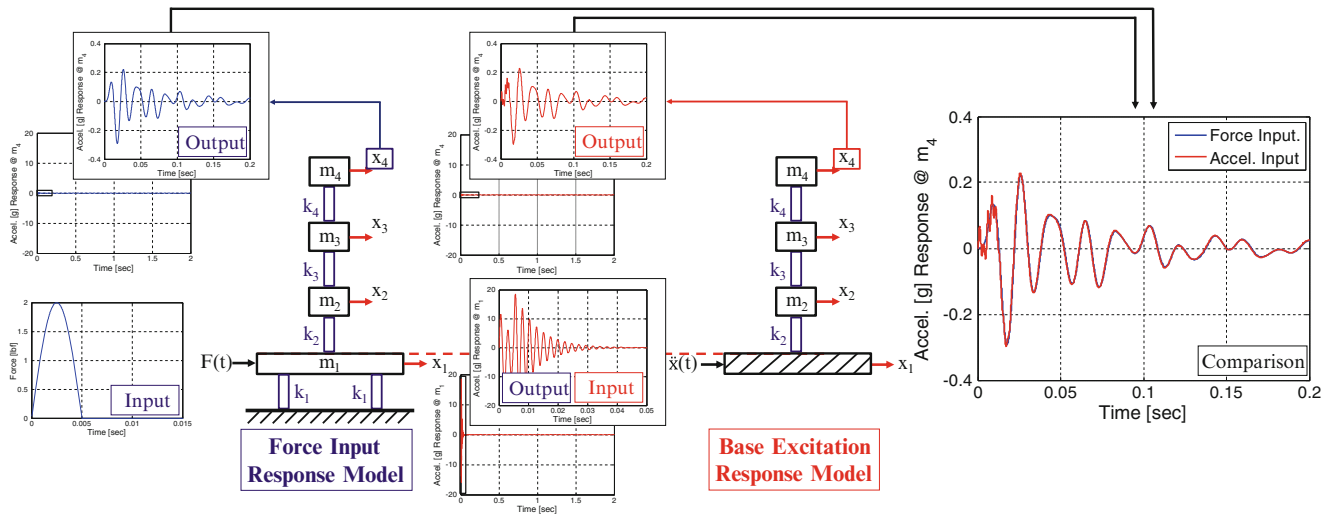 0.4
0.2
0
-0.2
-0.4
0 0.05 0.1 0.15 0.2
Time [sec]
Accel. [g] Response @ m4
Output
20
10
0
-10
-20
0 0.5 1 1.5 2
Time [sec]
Accel. [g] Response @ m4
2
1
0
0 0.005 0.01 0.015
Time [sec]
Force [lbf]
Input
x4
m4
k4
m3
x3
k3
m2
x2
k2
F(t)
m1
x1
k1
k1
Force Input
Response Model
0.4
0.2
0
-0.2
-0.4
0 0.05 0.1 0.15 0.2
Time [sec]
Accel. [g] Response @ m4
Output
20
10
0
-10
-20
0 0.5 1 1.5 2
Time [sec]
Accel. [g] Response @ m4
20
10
0
-10
-20
0 0.01 0.02 0.03 0.04 0.05
Time [sec]
Accel. [g] Response @ m1
Output
Input
20
10
0
-10
-20
0 0.5 1 1.5 2
Time [sec]
Accel. [g] Response @ m1
x4
m4
k4
m3
x3
k3
m2
x2
k2
ẍ(t)
x1
Base Excitation
Response Model
0.4
0.2
0
-0.2
-0.4
0 0.05 0.1 0.15 0.2
Time [sec]
Accel. [g] Response @ m4
Force Input.
Accel. Input
Comparison